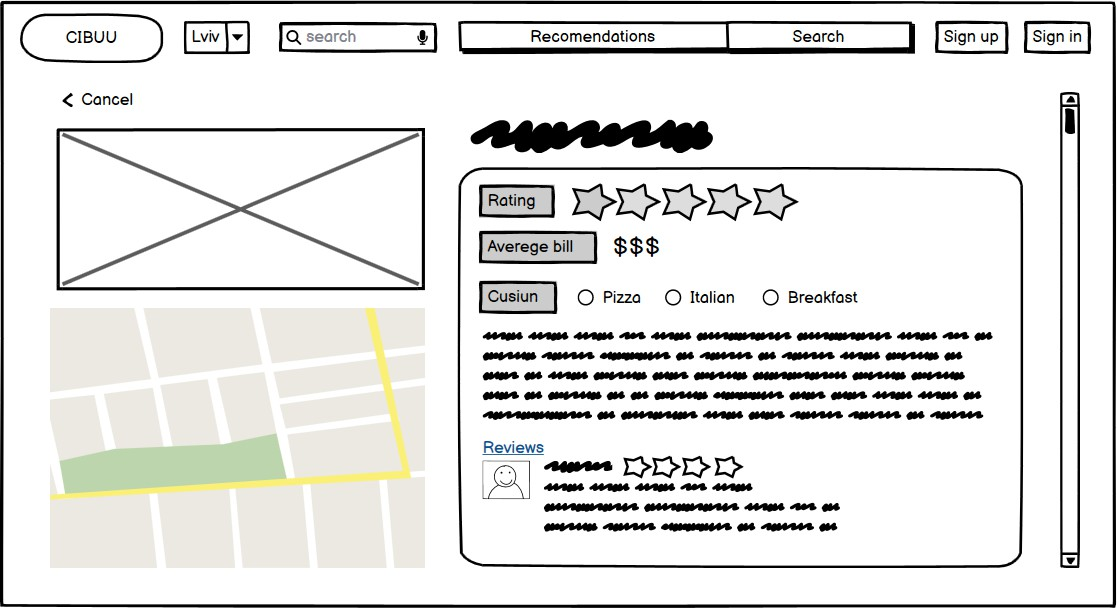 CIBUU
Lviv
search
Recomendations
Search
Sign up
Sign in
Cancel
Rating
Averege bill
$$$
Cusiun
Pizza
Italian
Breakfast
Reviews